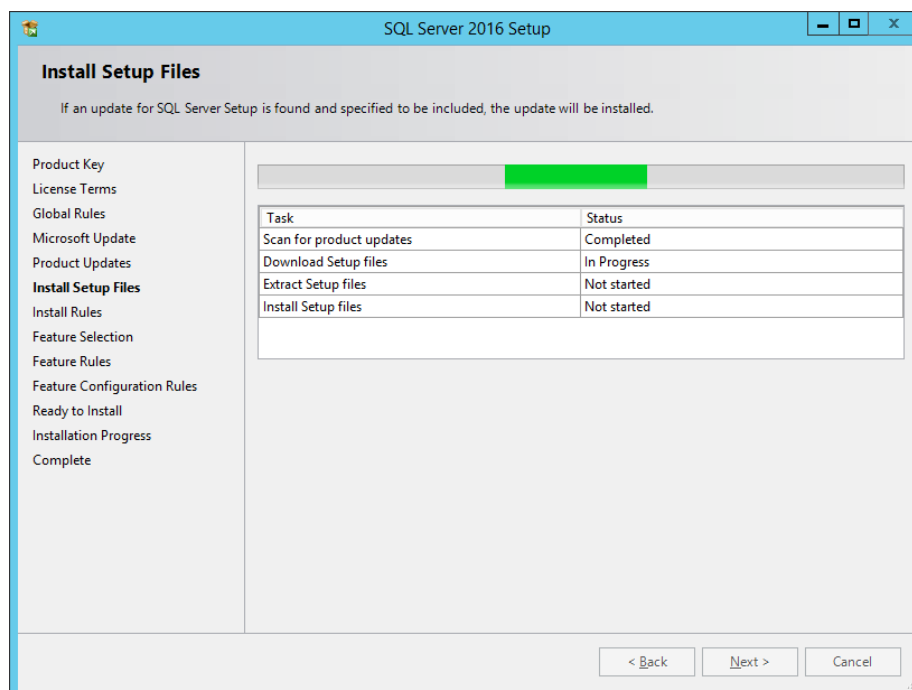 SQL Server 2016 Setup
Install Setup Files
If an update for SQL Server Setup is found and specified to be included, the update will be installed.
Product Key
License Terms
Global Rules
Microsoft Update
Product Updates
Install Setup Files
Install Rules
Feature Selection
Feature Rules
Feature Configuration Rules
Ready to Install
Installation Progress
Complete
Task Status
Scan for product updates Completed
Download Setup files In Progress
Extract Setup files Not started
Install Setup files Not started
< Back Next > Cancel